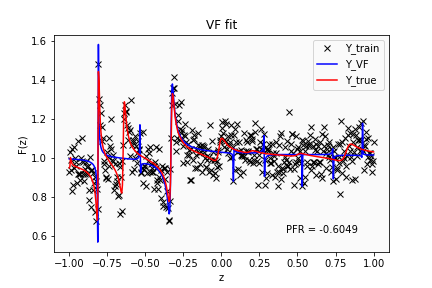 VF fit
Y_train
Y_VF
Y_true
F(z)
1.6
1.4
1.2
1.0
0.8
0.6
PFR = -0.6049
−1.00 −0.75 −0.50 −0.25 0.00 0.25 0.50 0.75 1.00
z